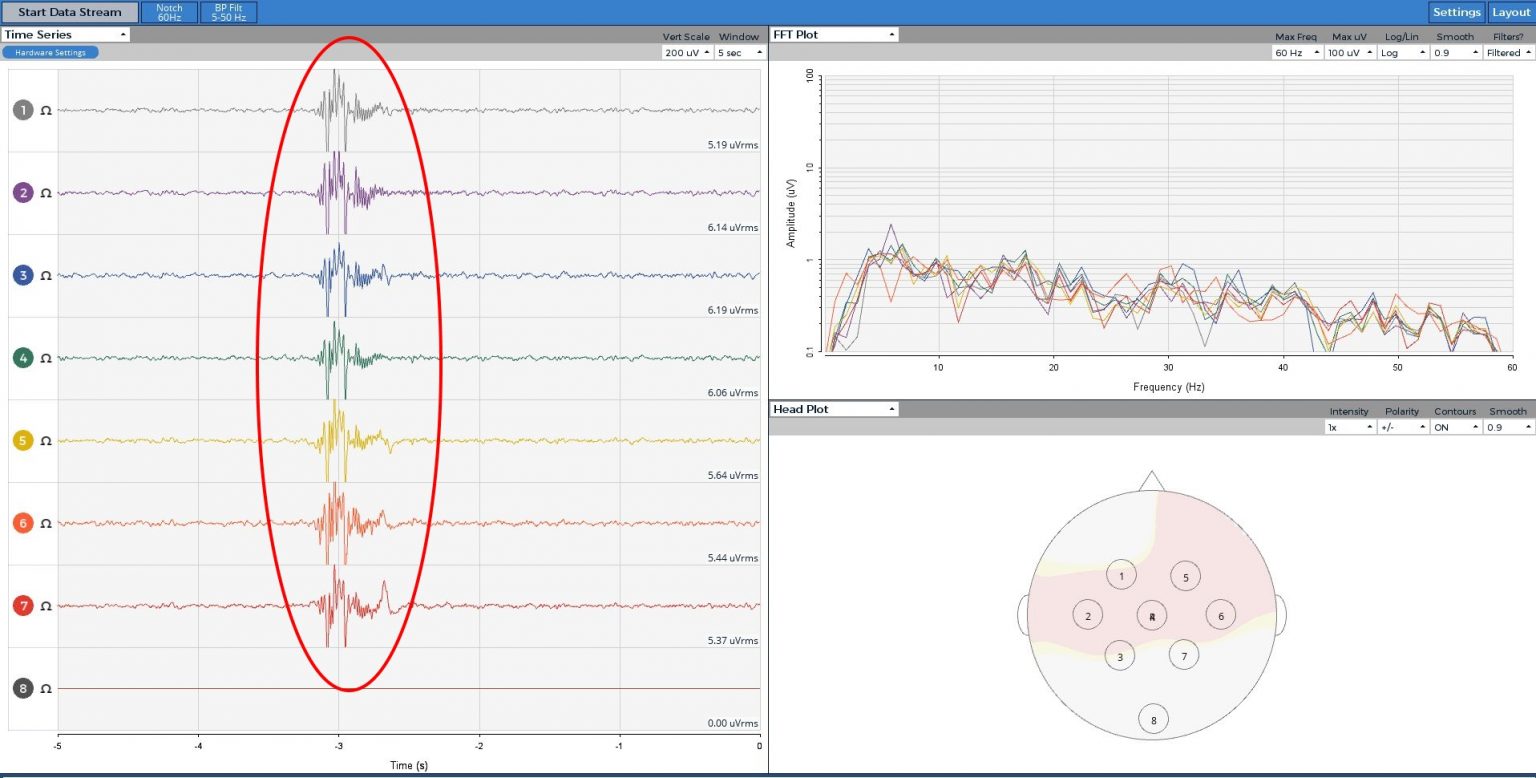 Start Data Stream
Notch
60Hz
BP Filt
5-50 Hz
Settings
Layout
Time Series
Vert Scale
Window
Hardware Settings
200 uV
5 sec
1 Ω
5.19 uVrms
2 Ω
6.14 uVrms
3 Ω
6.19 uVrms
4 Ω
6.06 uVrms
5 Ω
5.64 uVrms
6 Ω
5.44 uVrms
7 Ω
5.37 uVrms
8 Ω
0.00 uVrms
-5 -4 -3 -2 -1 0
Time (s)
FFT Plot
Max Freq Max uV Log/Lin Smooth Filters?
60 Hz 100 uV Log 0.9 Filtered
100
10
1
0.1
Amplitude (uV)
10 20 30 40 50 60
Frequency (Hz)
Head Plot
Intensity Polarity Contours Smooth
1x +/- ON 0.9
1 5
2 6
3 7
8